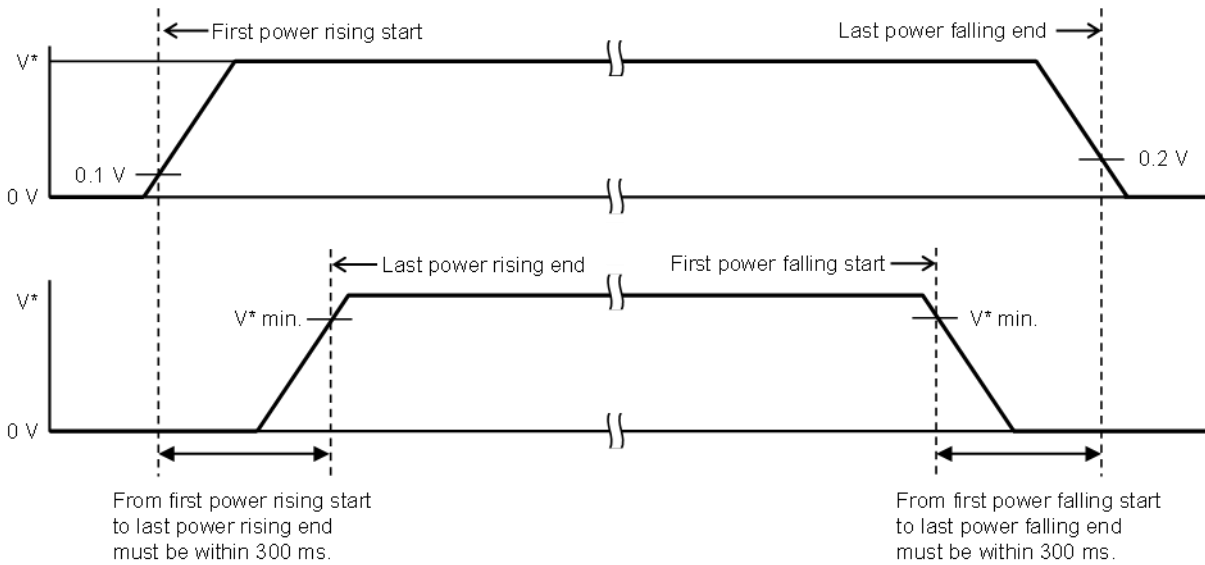 First power rising start
Last power falling end
V*
0.1 V
0.2 V
0 V
Last power rising end
First power falling start
V*
V* min.
V* min.
0 V
From first power rising start
to last power rising end
must be within 300 ms.
From first power falling start
to last power falling end
must be within 300 ms.